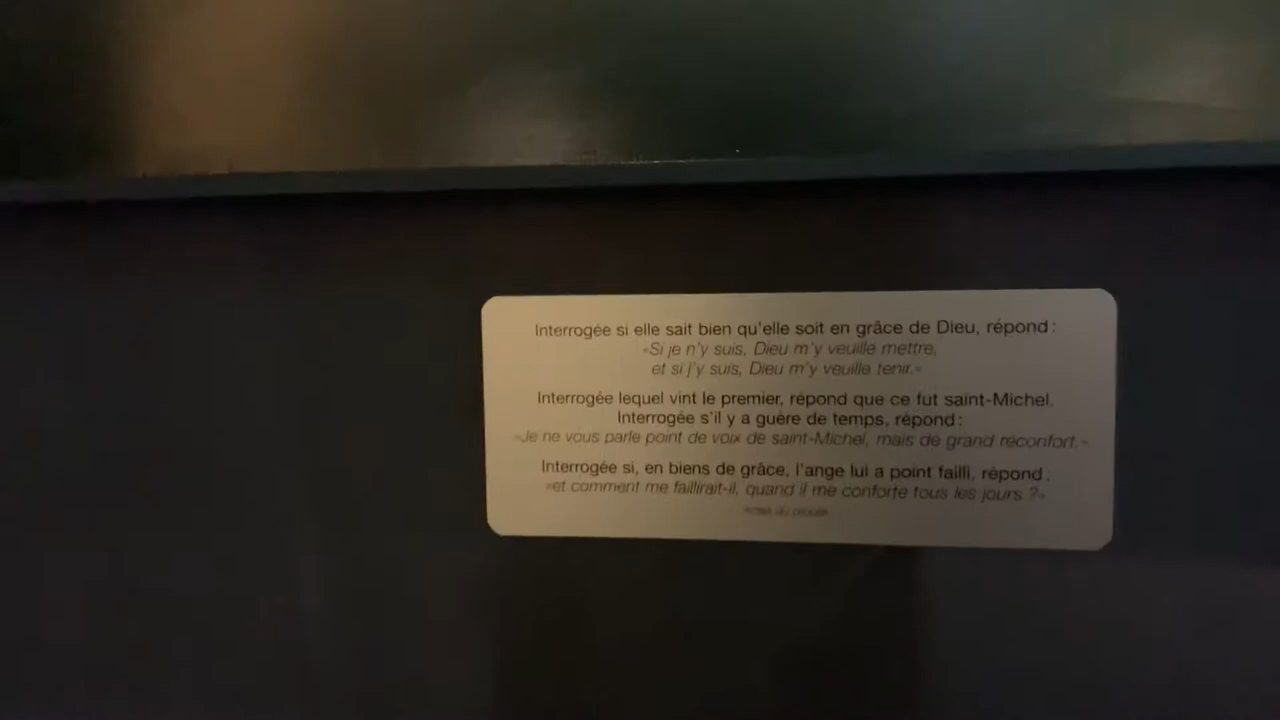 Interrogée si elle sait bien qu'elle soit en grâce de Dieu, répond :
«Si je n'y suis, Dieu m'y veuille mettre,
et si j'y suis, Dieu m'y veuille tenir.»
Interrogée lequel vint le premier, répond que ce fut saint-Michel.
Interrogée s'il y a guère de temps, répond :
«Je ne vous parle point de voix de saint-Michel, mais de grand réconfort.»
Interrogée si, en biens de grâce, l'ange lui a point failli, répond :
«et comment me faillirait-il, quand il me conforte tous les jours ?»